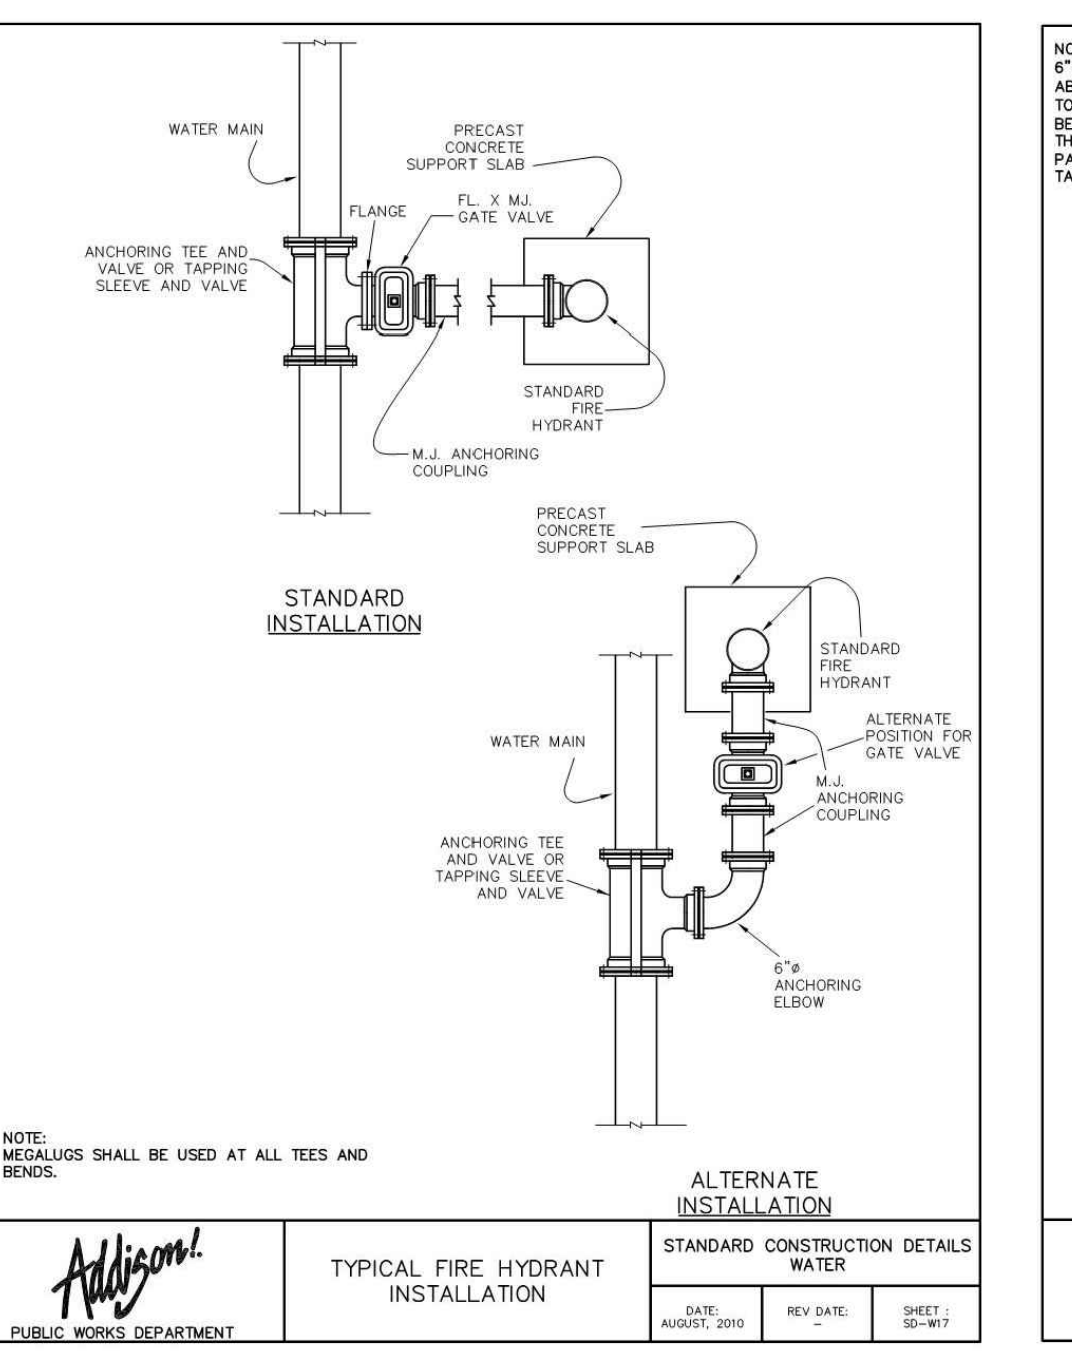 WATER MAIN
PRECAST
CONCRETE
SUPPORT SLAB
FLANGE
FL. X MJ.
GATE VALVE
ANCHORING TEE AND
VALVE OR TAPPING
SLEEVE AND VALVE
STANDARD
FIRE
HYDRANT
M.J. ANCHORING
COUPLING
STANDARD
INSTALLATION
PRECAST
CONCRETE
SUPPORT SLAB
STANDARD
FIRE
HYDRANT
ALTERNATE
POSITION FOR
GATE VALVE
WATER MAIN
M.J.
ANCHORING
COUPLING
ANCHORING TEE
AND VALVE OR
TAPPING SLEEVE
AND VALVE
6"ø
ANCHORING
ELBOW
NOTE:
MEGALUGS SHALL BE USED AT ALL TEES AND
BENDS.
ALTERNATE
INSTALLATION
Addison!
PUBLIC WORKS DEPARTMENT
TYPICAL FIRE HYDRANT
INSTALLATION
STANDARD CONSTRUCTION DETAILS
WATER
DATE:
AUGUST, 2010
REV DATE:
–
SHEET :
SD-W17
6"